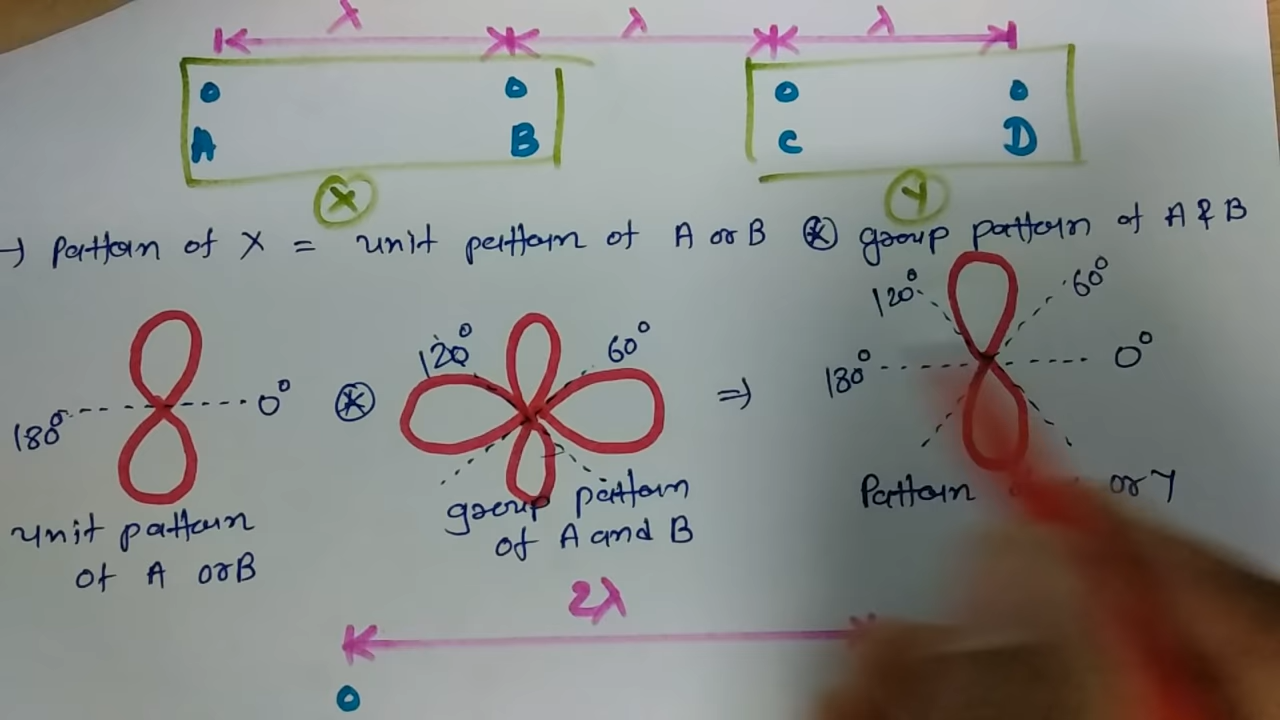 λ λ λ
A B C D
X Y
→ Pattern of X = unit pattern of A or B * group pattern of A & B
120° 60°
180° 0°
120° 60°
180° 0° * ⇒
unit pattern
of A or B
group pattern
of A and B
Pattern or Y
2λ